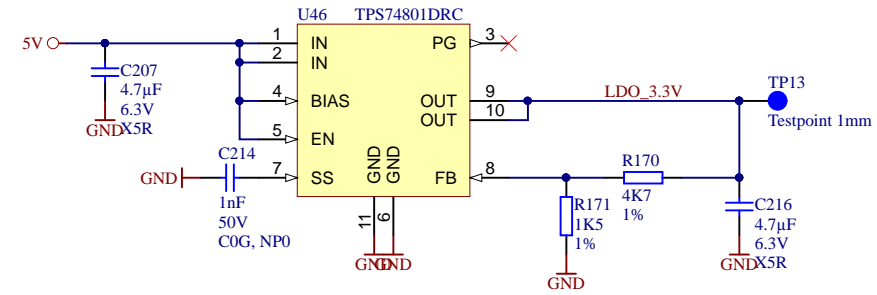 U46 TPS74801DRC
5V
1 IN
2 IN
4 BIAS
5 EN
7 SS
PG 3
OUT 9
OUT 10
FB 8
GND 11
GND 6
C207
4.7µF
6.3V
X5R
GND
C214
1nF
50V
C0G, NP0
GND
GND
GND
LDO_3.3V
TP13
Testpoint 1mm
R170
4K7
1%
R171
1K5
1%
GND
C216
4.7µF
6.3V
X5R
GND